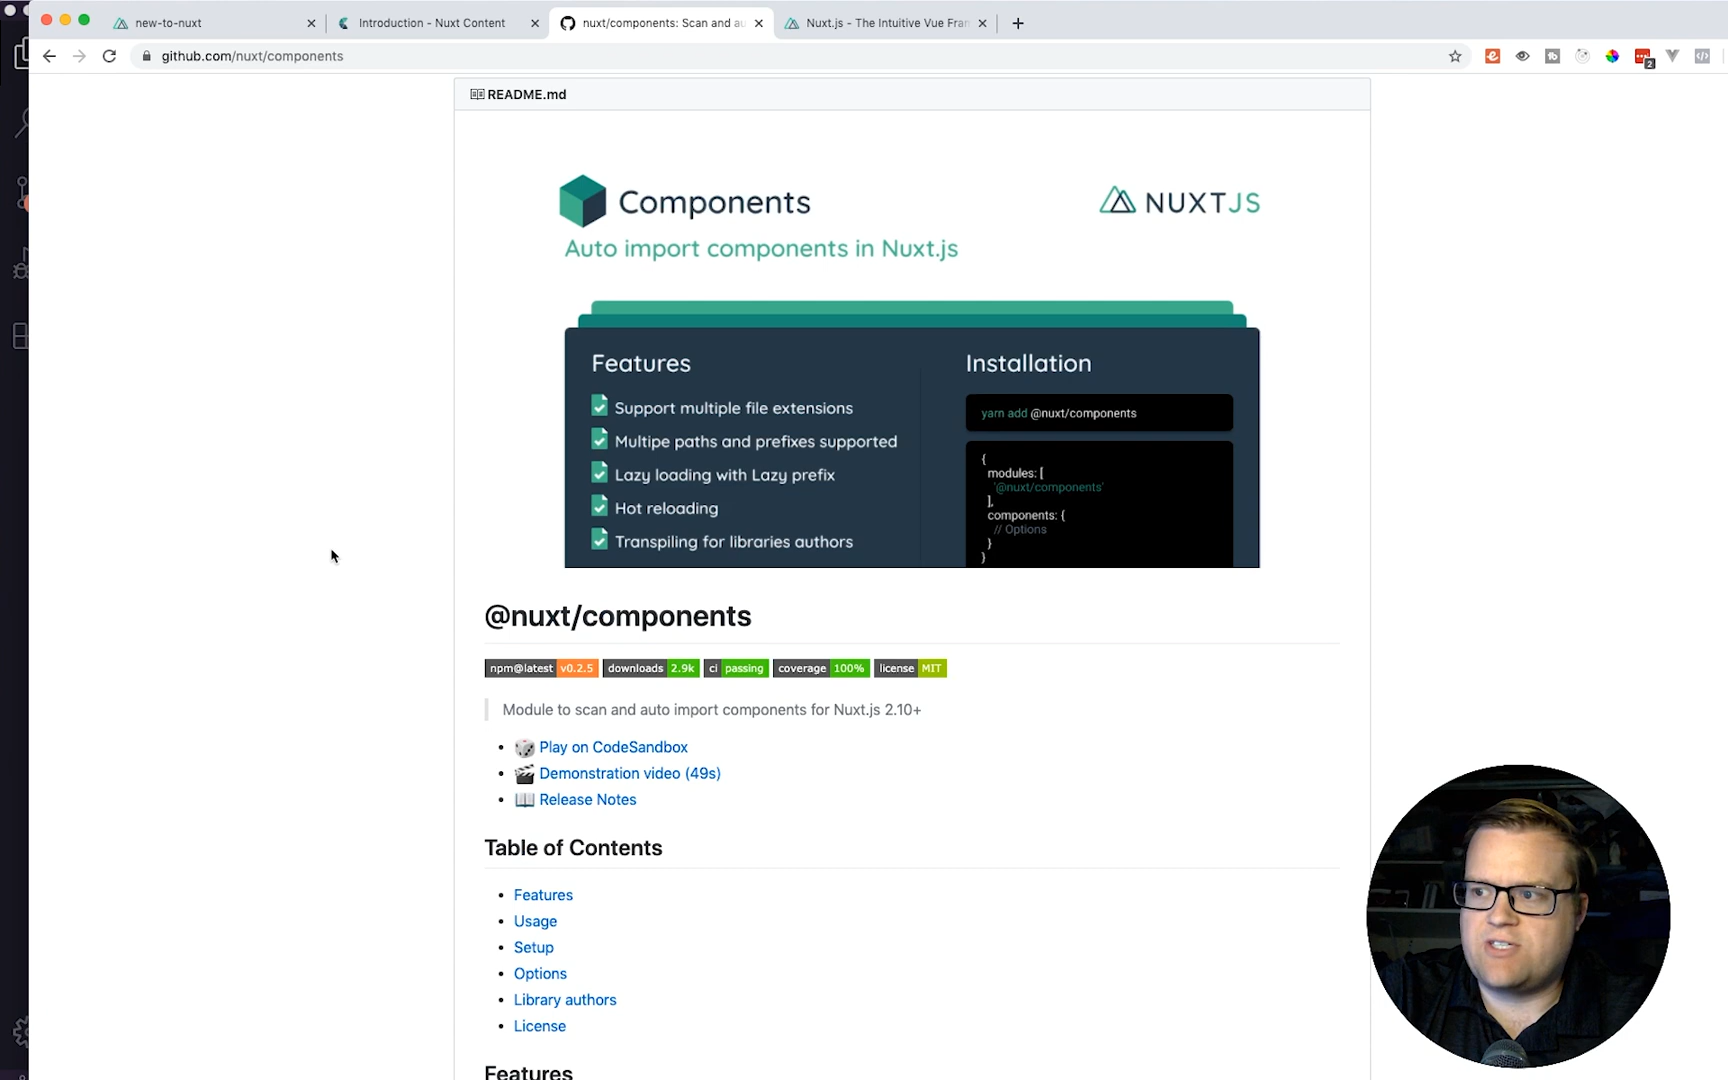 new-to-nuxt
Introduction - Nuxt Content
nuxt/components: Scan and au
Nuxt.js - The Intuitive Vue Fran
github.com/nuxt/components
2
README.md
Components
NUXTJS
Auto import components in Nuxt.js
Features
Support multiple file extensions
Multipe paths and prefixes supported
Lazy loading with Lazy prefix
Hot reloading
Transpiling for libraries authors
Installation
yarn add @nuxt/components
{
modules: [
'@nuxt/components'
],
components: {
// Options
}
}
@nuxt/components
npm@latest v0.2.5 downloads 2.9k ci passing coverage 100% license MIT
Module to scan and auto import components for Nuxt.js 2.10+
Play on CodeSandbox
Demonstration video (49s)
Release Notes
Table of Contents
Features
Usage
Setup
Options
Library authors
License
Features